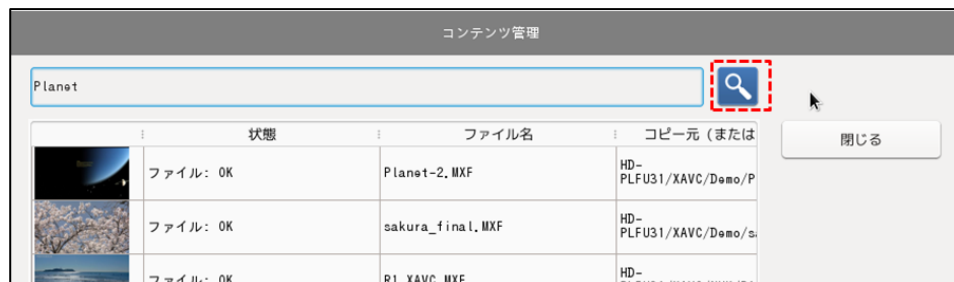 コンテンツ管理
Planet
状態 ファイル名 コピー元 (または
閉じる
ファイル: OK Planet-2.MXF HD-
PLFU31/XAVC/Demo/P
ファイル: OK sakura_final.MXF HD-
PLFU31/XAVC/Demo/s
ファイル: OK R1_XAVC.MXF HD-